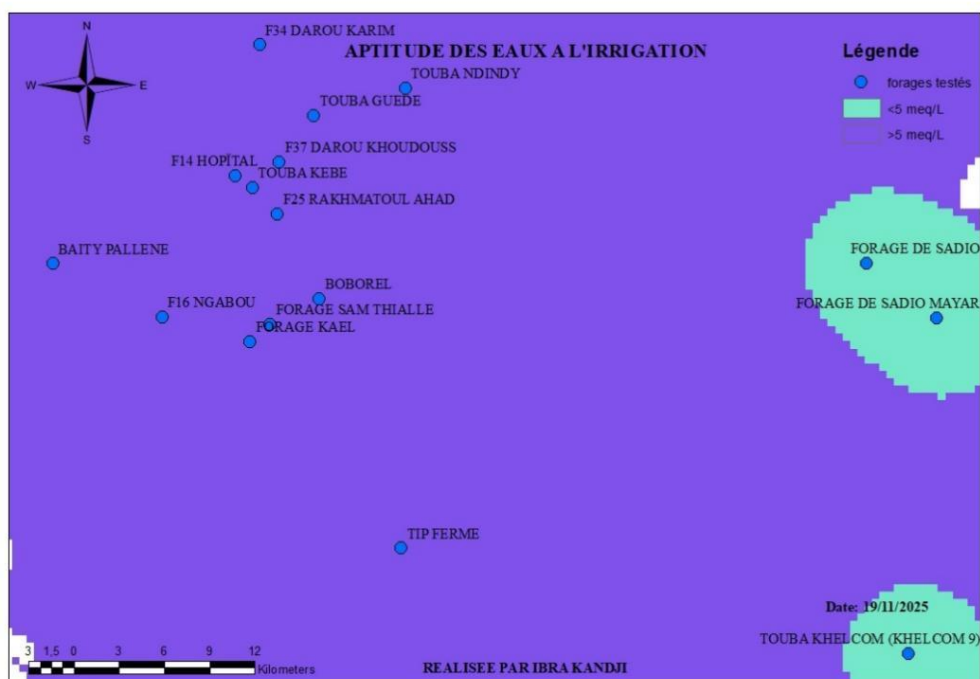 N
W E
S
F34 DAROU KARIM
APTITUDE DES EAUX A L'IRRIGATION
TOUBA NDINDY
TOUBA GUEDE
Légende
forages testés
<5 meq/L
>5 meq/L
F37 DAROU KHOUDOUSS
F14 HOPÏTAL
TOUBA KEBE
F25 RAKHMATOUL AHAD
BAITY PALLENE
FORAGE DE SADIO
BOBOREL
F16 NGABOU
FORAGE DE SADIO MAYAR
FORAGE SAM THIALLE
FORAGE KAEL
TIP FERME
Date: 19/11/2025
TOUBA KHELCOM (KHELCOM 9)
3 1,5 0 3 6 9 12
Kilometers
REALISEE PAR IBRA KANDJI